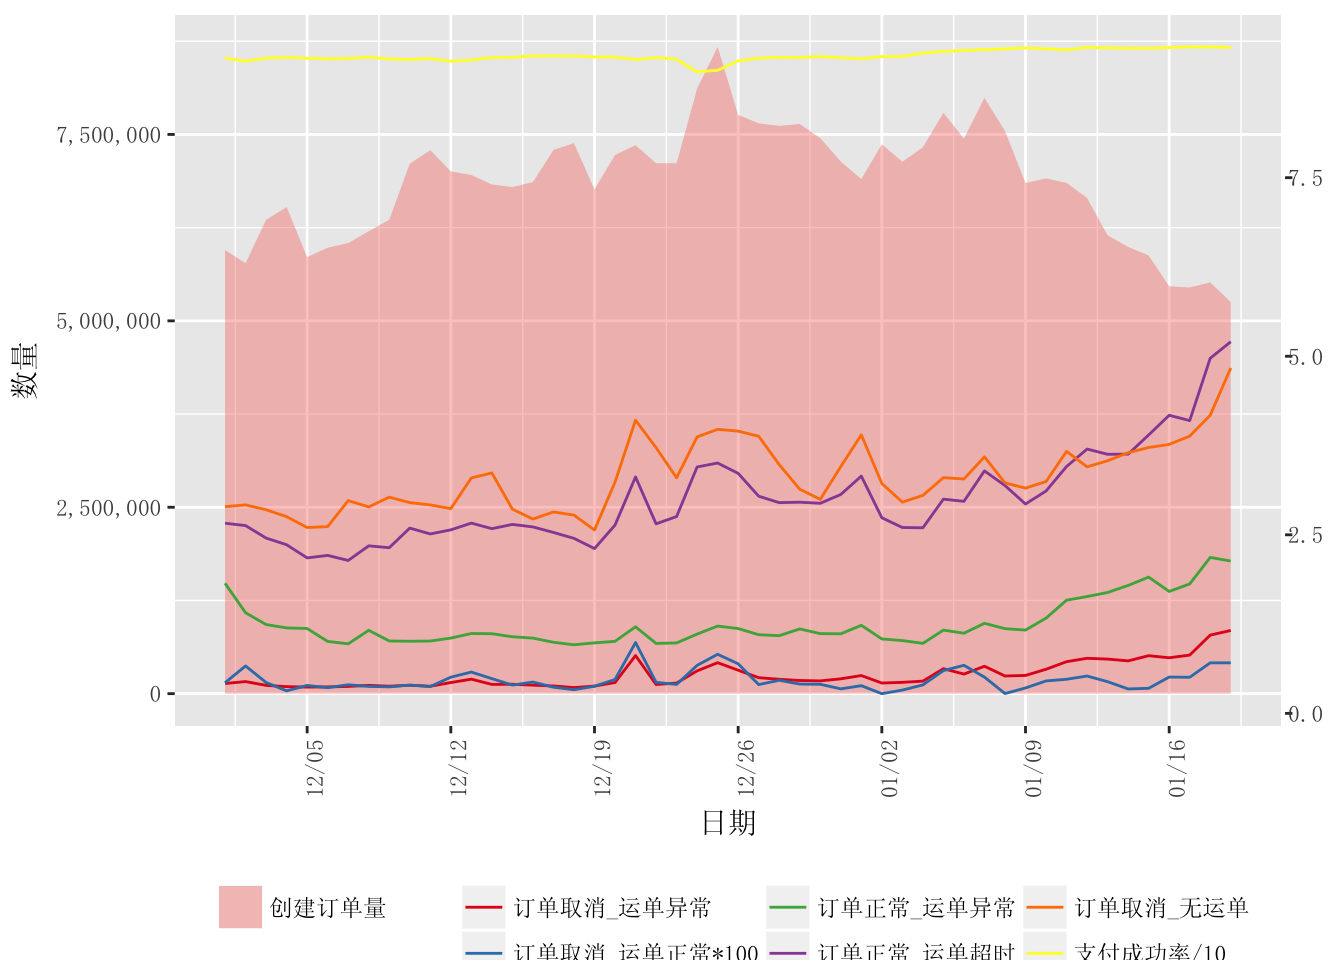 7,500,000
5,000,000
2,500,000
0
数量
7.5
5.0
2.5
0.0
12/05
12/12
12/19
12/26
01/02
01/09
01/16
日期
创建订单量
订单取消_运单异常
订单正常_运单异常
订单取消_无运单
订单取消_运单正常*100
订单正常_运单超时
支付成功率/10